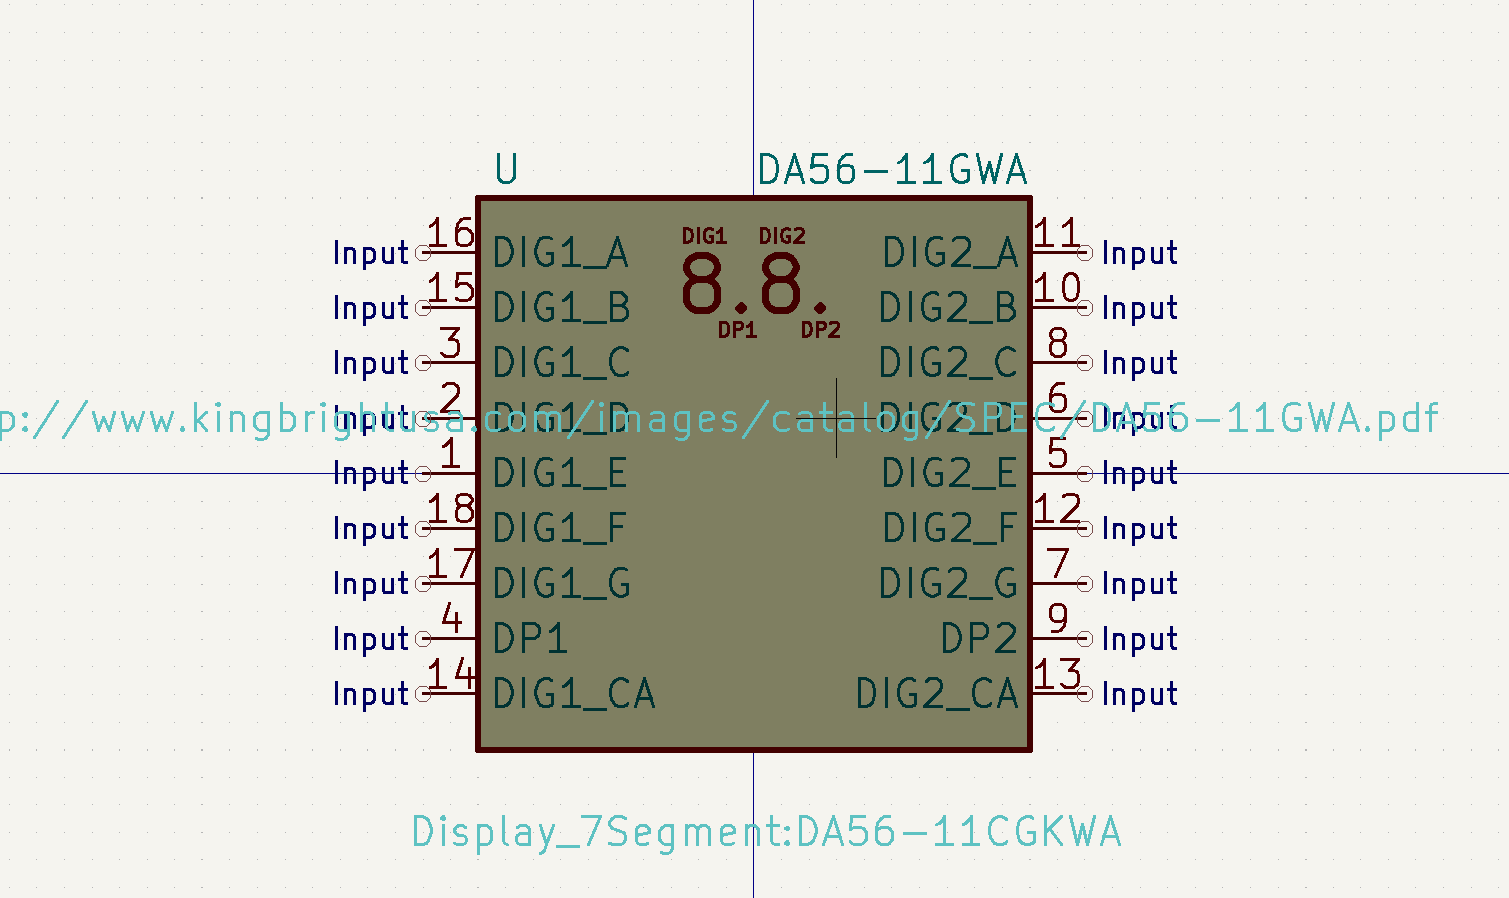 U DA56-11GWA
Input 16 DIG1_A DIG1 DIG2 DIG2_A 11 Input
Input 15 DIG1_B 8.8. DIG2_B 10 Input
DP1 DP2
Input 3 DIG1_C DIG2_C 8 Input
Input 2 DIG1_D DIG2_D 6 Input
p://www.kingbrightusa.com/images/catalog/SPEC/DA56-11GWA.pdf
Input 1 DIG1_E DIG2_E 5 Input
Input 18 DIG1_F DIG2_F 12 Input
Input 17 DIG1_G DIG2_G 7 Input
Input 4 DP1 DP2 9 Input
Input 14 DIG1_CA DIG2_CA 13 Input
Display_7Segment:DA56-11CGKWA